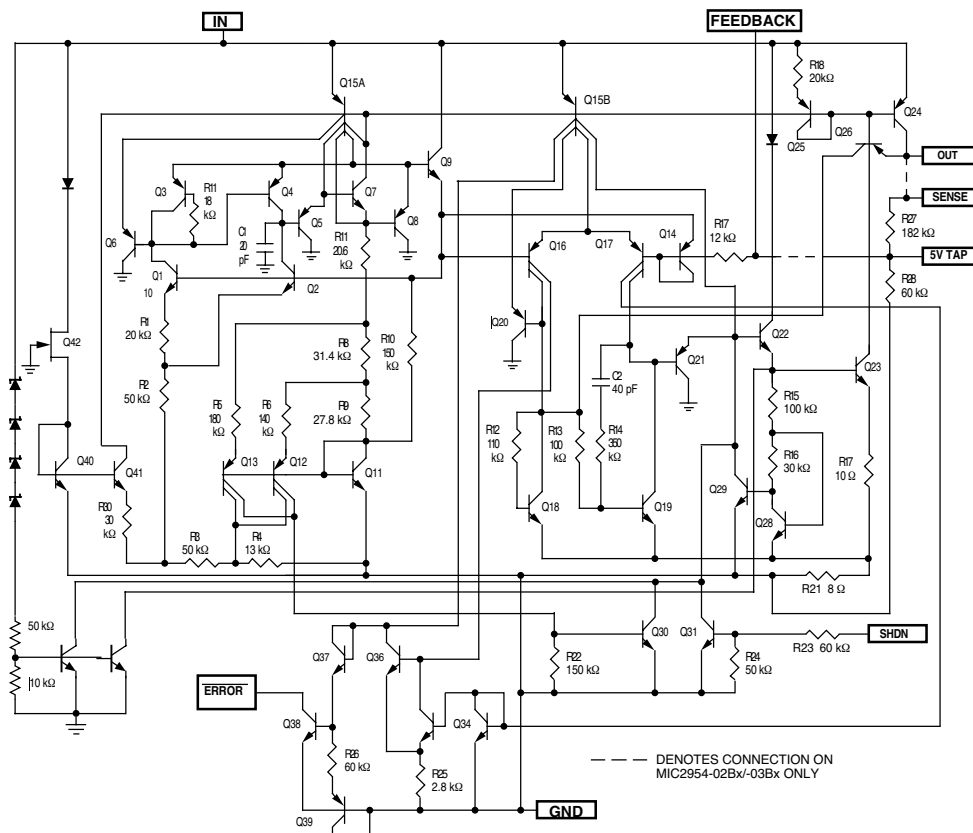 IN
FEEDBACK
Q15A
Q15B
R18
20kΩ
Q24
Q25
Q26
OUT
Q9
Q3
R11
18
kΩ
Q4
Q7
Q5
Q8
SENSE
R27
182 kΩ
Q6
C1
20
pF
R11
20.6
kΩ
Q16
Q17
Q14
R17
12 kΩ
5V TAP
R28
60 kΩ
Q1
10
Q2
R1
20 kΩ
R10
150
kΩ
Q20
Q42
R8
31.4 kΩ
Q21
Q22
Q23
R2
50 kΩ
R5
180
kΩ
R6
140
kΩ
R9
27.8 kΩ
C2
40 pF
R15
100 kΩ
R12
110
kΩ
R13
100
kΩ
R14
350
kΩ
R16
30 kΩ
R17
10 Ω
Q40
Q41
Q13
Q12
Q11
Q29
R30
30
kΩ
Q18
Q19
Q28
R3
50 kΩ
R4
13 kΩ
R21 8 Ω
50 kΩ
Q30
Q31
SHDN
R23 60 kΩ
10 kΩ
Q37
Q36
R22
150 kΩ
R24
50 kΩ
ERROR
Q38
Q34
R26
60 kΩ
R25
2.8 kΩ
DENOTES CONNECTION ON
MIC2954-02Bx/-03Bx ONLY
GND
Q39